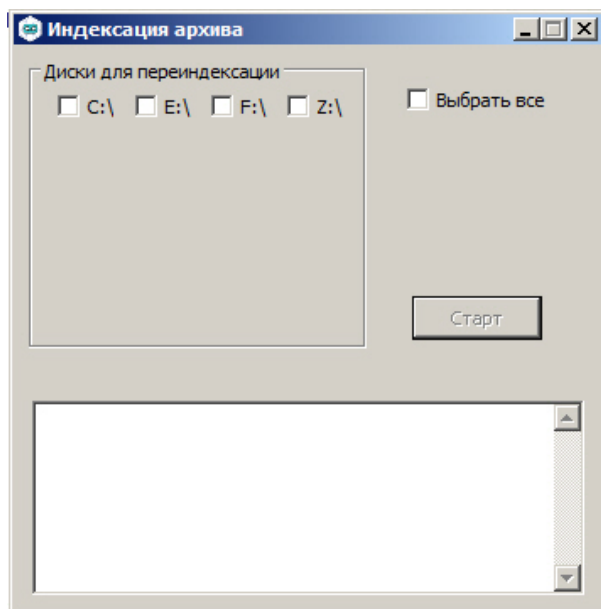 Индексация архива
Диски для переиндексации
C:\ E:\ F:\ Z:\
Выбрать все
Старт